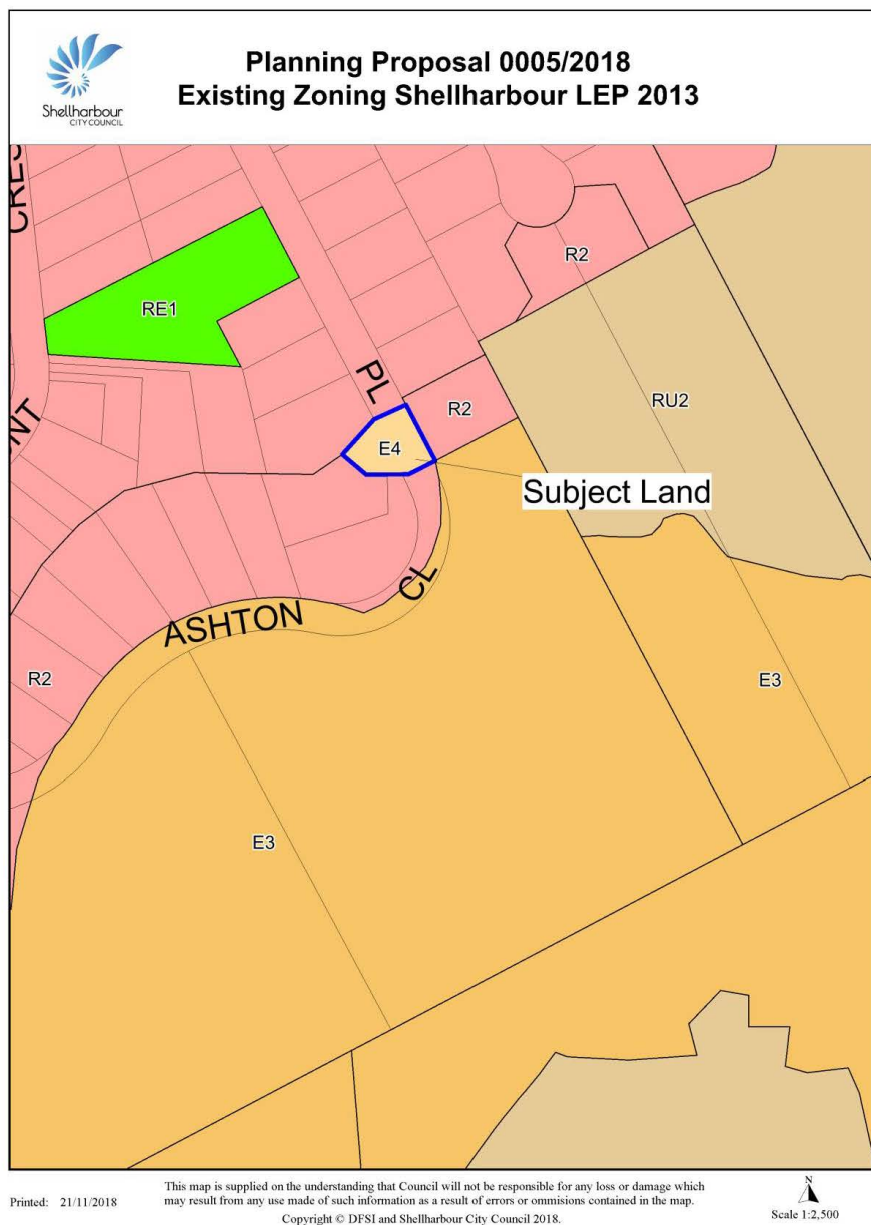 Shellharbour
CITY COUNCIL
Planning Proposal 0005/2018
Existing Zoning Shellharbour LEP 2013
CRES
RE1
R2
PL
R2
RU2
E4
Subject Land
ONT
CL
ASHTON
R2
E3
E3
Printed: 21/11/2018
This map is supplied on the understanding that Council will not be responsible for any loss or damage which
may result from any use made of such information as a result of errors or ommisions contained in the map.
Copyright © DFSI and Shellharbour City Council 2018.
N
Scale 1:2,500